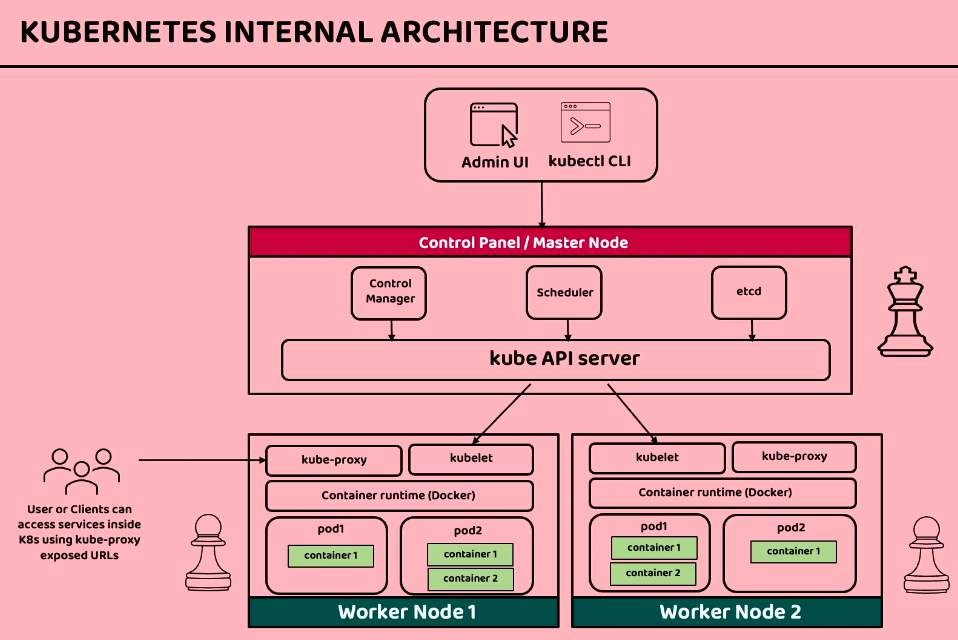 KUBERNETES INTERNAL ARCHITECTURE
Admin UI
kubectl CLI
Control Panel / Master Node
Control
Manager
Scheduler
etcd
kube API server
User or Clients can
access services inside
K8s using kube-proxy
exposed URLs
kube-proxy
kubelet
Container runtime (Docker)
pod1
container 1
pod2
container 1
container 2
Worker Node 1
kubelet
kube-proxy
Container runtime (Docker)
pod1
container 1
container 2
pod2
container 1
Worker Node 2